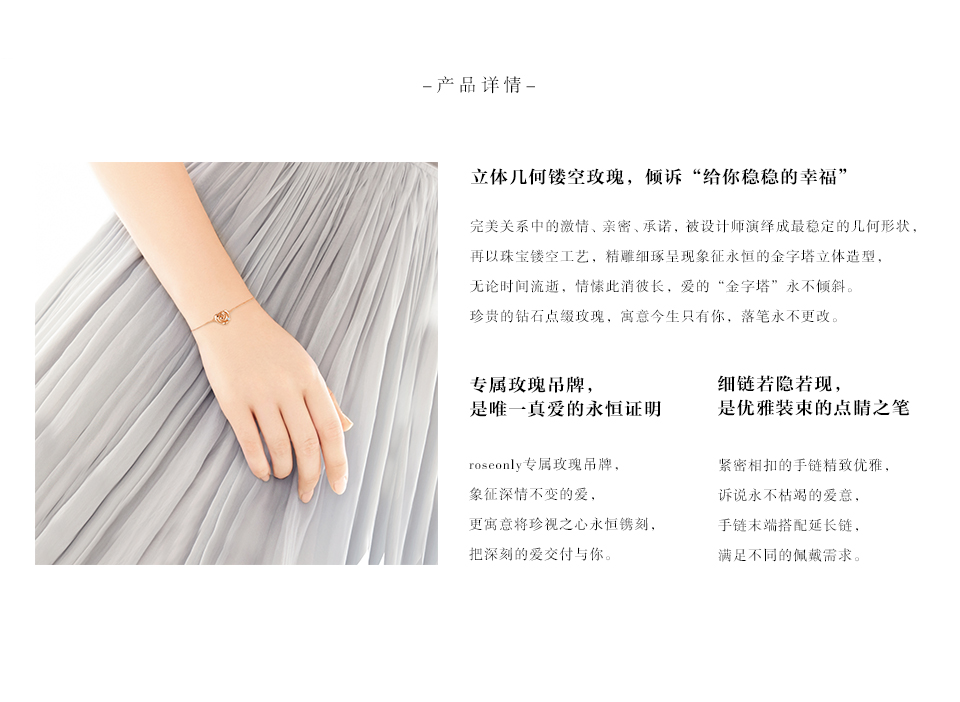 –产品详情–
立体几何镂空玫瑰，倾诉“给你稳稳的幸福”
完美关系中的激情、亲密、承诺，被设计师演绎成最稳定的几何形状，
再以珠宝镂空工艺，精雕细琢呈现象征永恒的金字塔立体造型，
无论时间流逝，情愫此消彼长，爱的“金字塔”永不倾斜。
珍贵的钻石点缀玫瑰，寓意今生只有你，落笔永不更改。
专属玫瑰吊牌，
是唯一真爱的永恒证明
roseonly专属玫瑰吊牌，
象征深情不变的爱，
更寓意将珍视之心永恒镌刻，
把深刻的爱交付与你。
细链若隐若现，
是优雅装束的点睛之笔
紧密相扣的手链精致优雅，
诉说永不枯竭的爱意，
手链末端搭配延长链，
满足不同的佩戴需求。